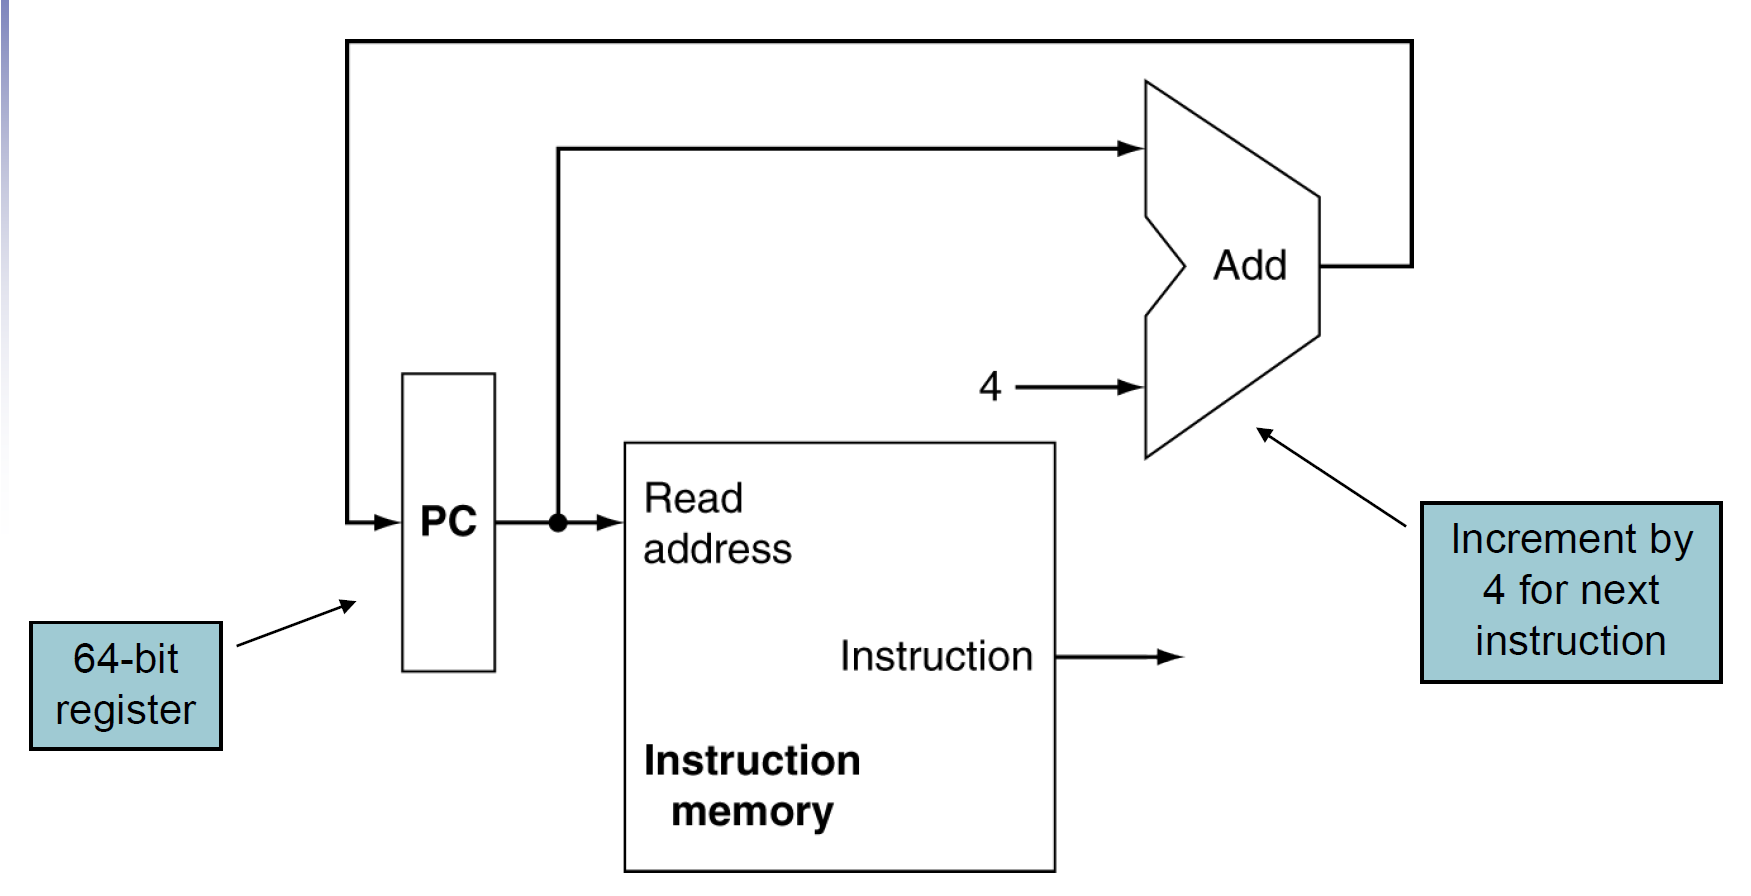 Add
4
PC
Read
address
Instruction
Instruction
memory
64-bit
register
Increment by
4 for next
instruction